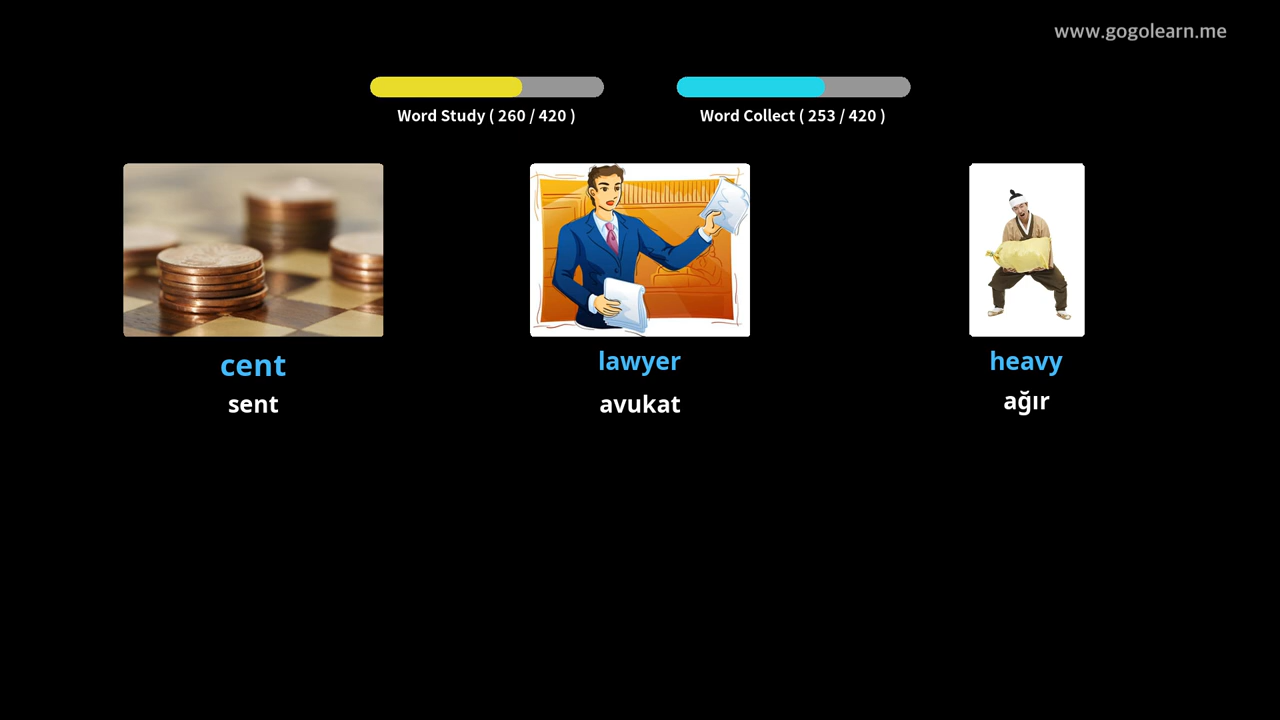 www.gogolearn.me
Word Study ( 260 / 420 )
Word Collect ( 253 / 420 )
cent
lawyer
heavy
sent
avukat
ağır